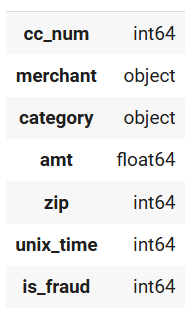 cc_num int64
merchant object
category object
amt float64
zip int64
unix_time int64
is_fraud int64